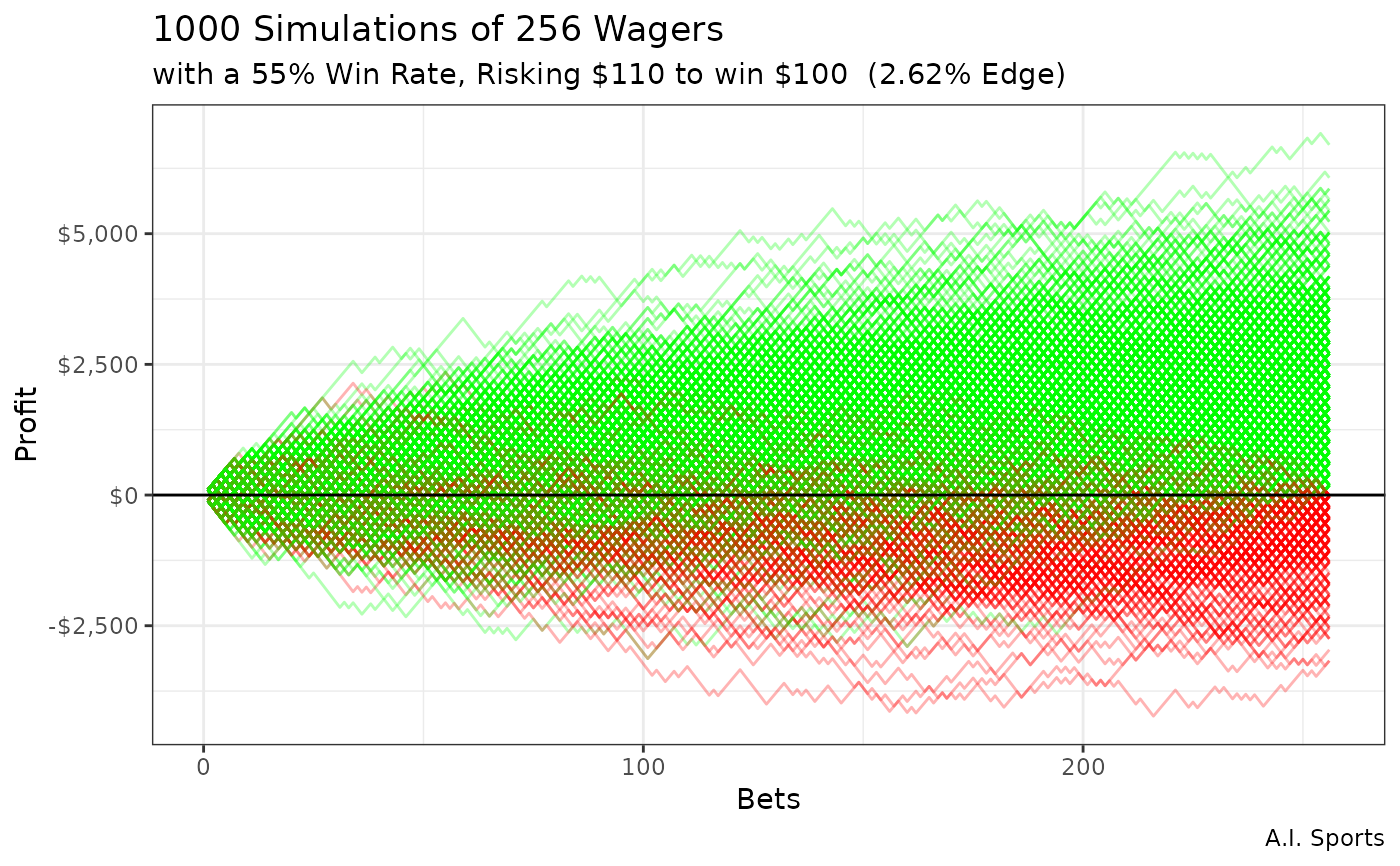 1000 Simulations of 256 Wagers
with a 55% Win Rate, Risking $110 to win $100  (2.62% Edge)
$5,000
$2,500
$0
-$2,500
Profit
0
100
200
Bets
A.I. Sports